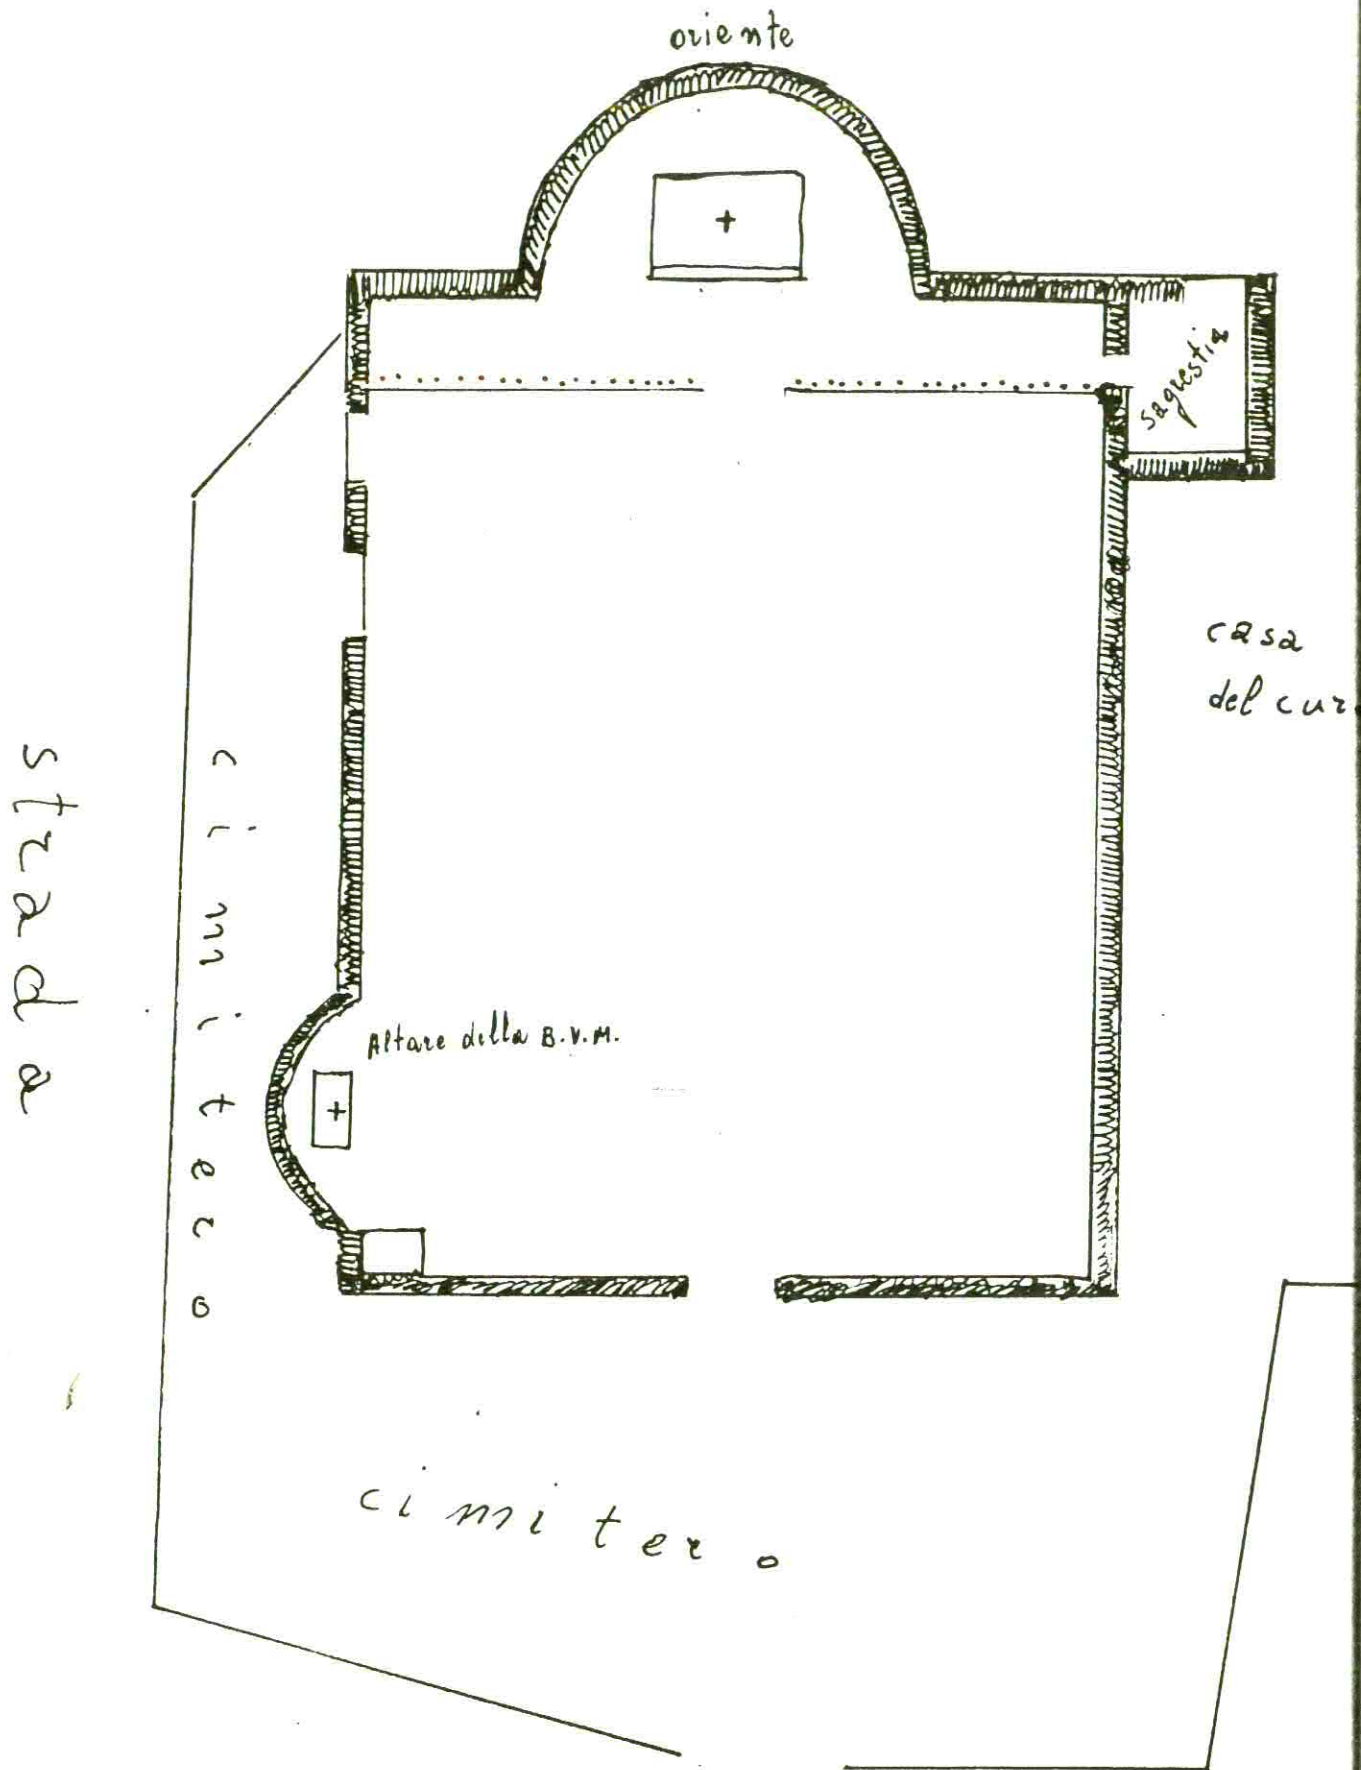 oriente
sagrestia
casa
del cur
strada
cimitero
Altare della B.V.M.
cimitero